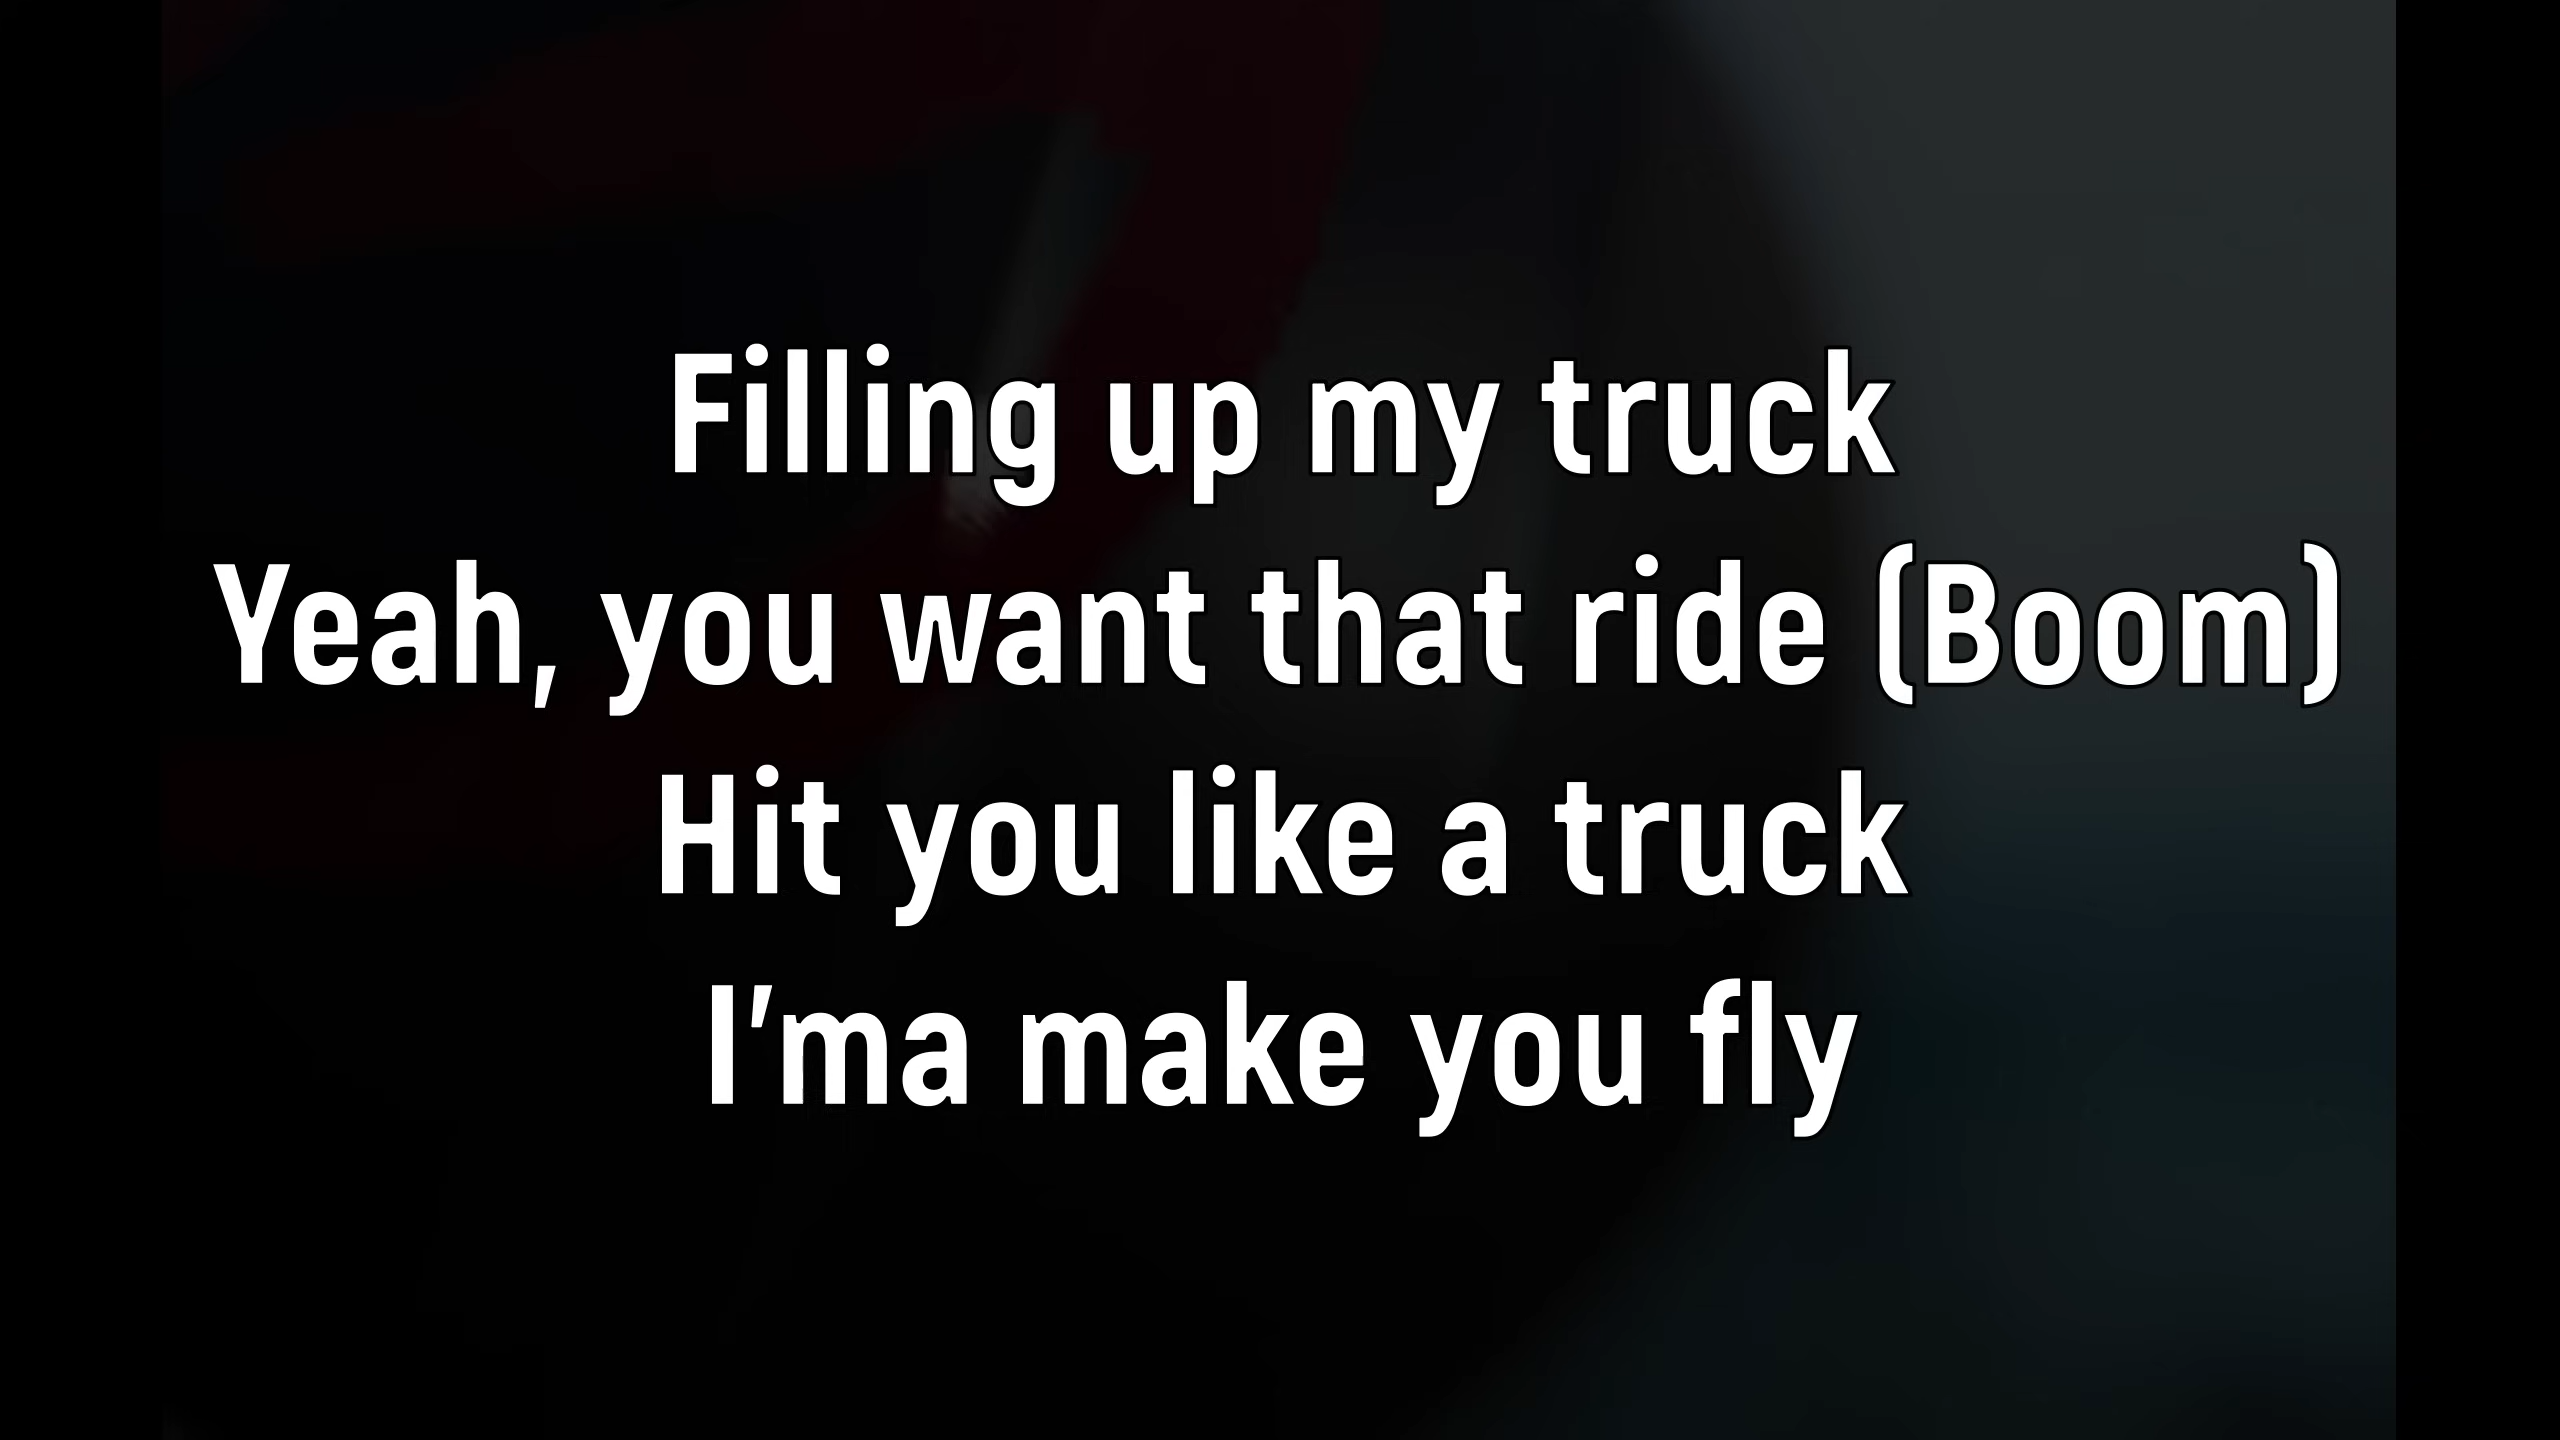 Filling up my truck
Yeah, you want that ride (Boom)
Hit you like a truck
I'ma make you fly